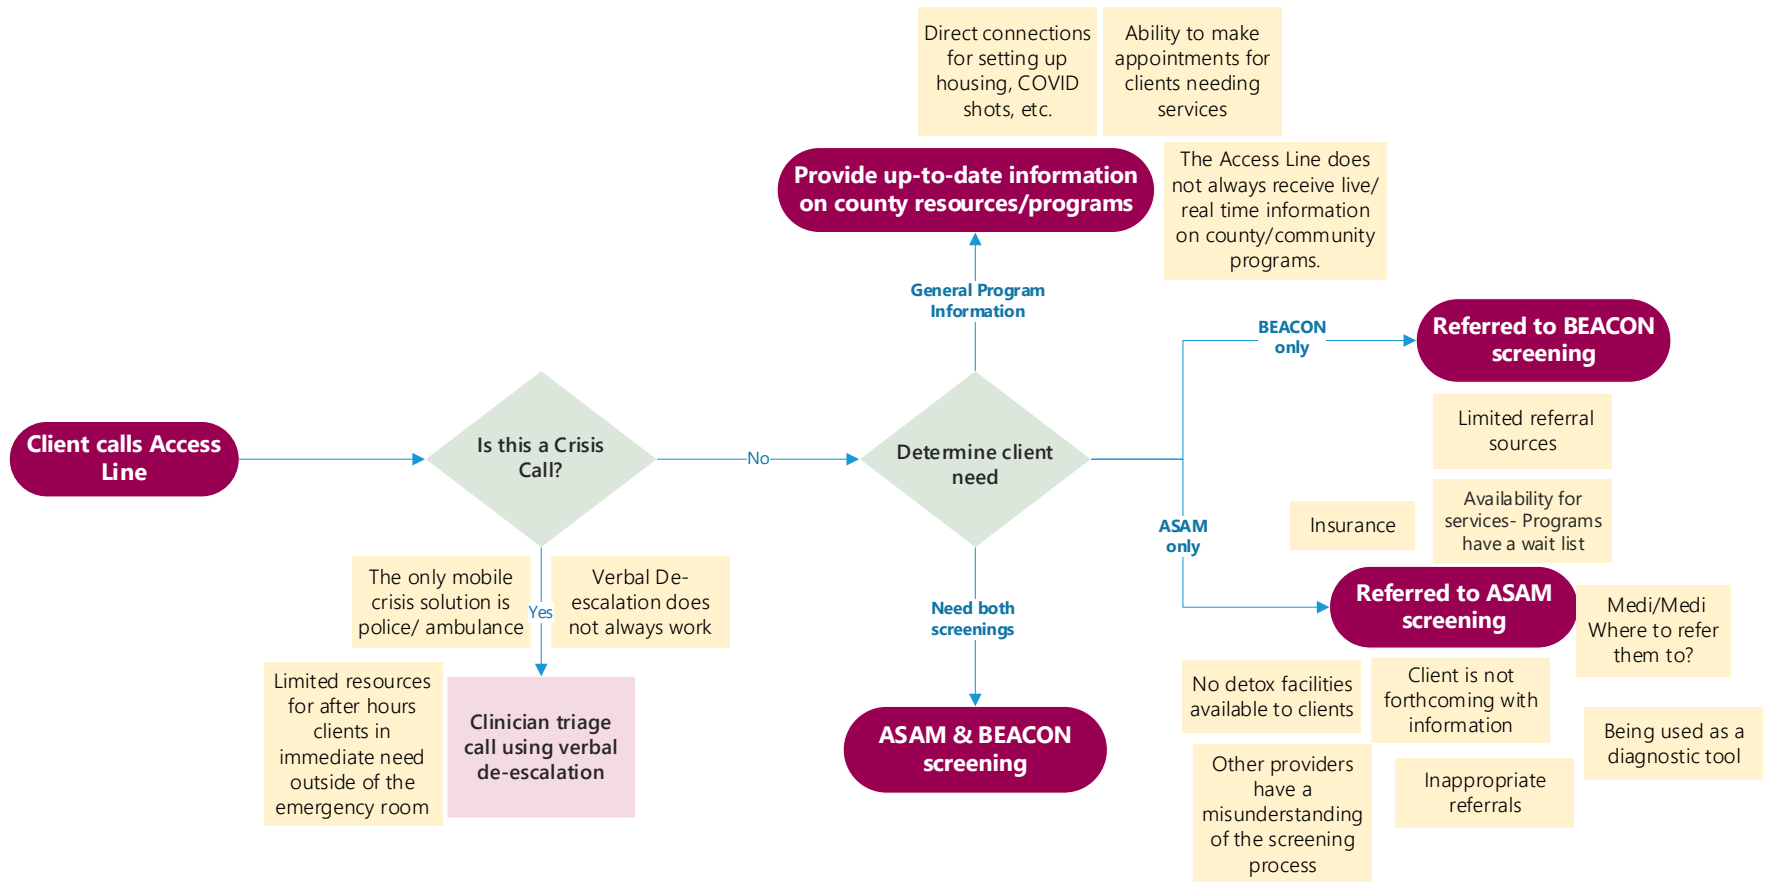 Direct connections
for setting up
housing, COVID
shots, etc.
Ability to make
appointments for
clients needing
services
Provide up-to-date information
on county resources/programs
The Access Line does
not always receive live/
real time information
on county/community
programs.
General Program
Information
BEACON
only
Referred to BEACON
screening
Client calls Access
Line
Is this a Crisis
Call?
No
Determine client
need
Limited referral
sources
ASAM
only
Insurance
Availability for
services- Programs
have a wait list
The only mobile
crisis solution is
police/ ambulance
Yes
Verbal De-
escalation does
not always work
Need both
screenings
Referred to ASAM
screening
Medi/Medi
Where to refer
them to?
Limited resources
for after hours
clients in
immediate need
outside of the
emergency room
Clinician triage
call using verbal
de-escalation
ASAM & BEACON
screening
No detox facilities
available to clients
Client is not
forthcoming with
information
Being used as a
diagnostic tool
Other providers
have a
misunderstanding
of the screening
process
Inappropriate
referrals